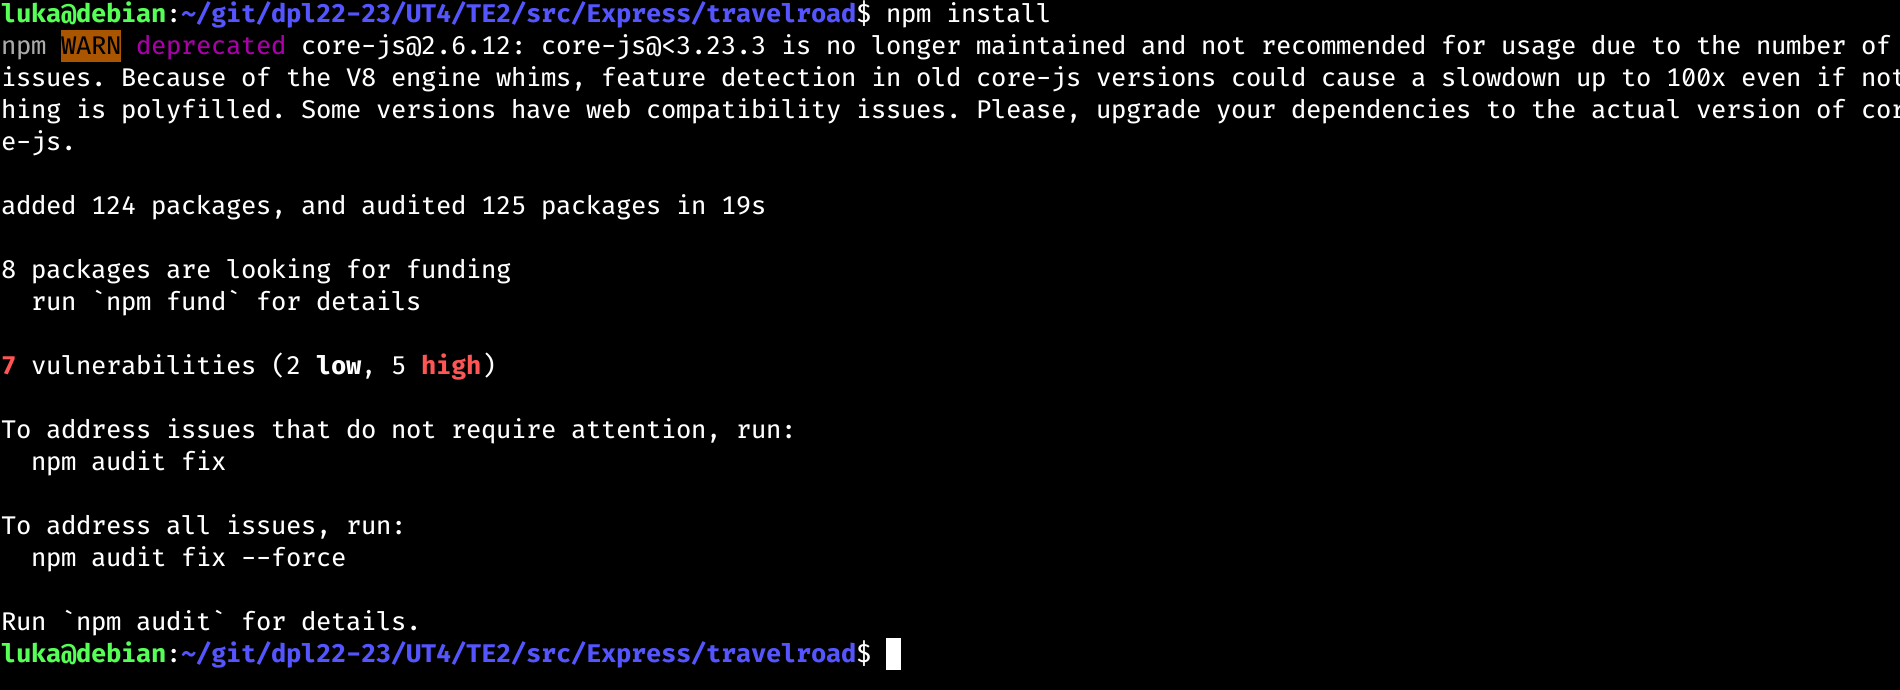 luka@debian:~/git/dpl22-23/UT4/TE2/src/Express/travelroad$ npm install
npm WARN deprecated core-js@2.6.12: core-js@<3.23.3 is no longer maintained and not recommended for usage due to the number of
issues. Because of the V8 engine whims, feature detection in old core-js versions could cause a slowdown up to 100x even if not
hing is polyfilled. Some versions have web compatibility issues. Please, upgrade your dependencies to the actual version of cor
e-js.
added 124 packages, and audited 125 packages in 19s
8 packages are looking for funding
  run `npm fund` for details
7 vulnerabilities (2 low, 5 high)
To address issues that do not require attention, run:
  npm audit fix
To address all issues, run:
  npm audit fix --force
Run `npm audit` for details.
luka@debian:~/git/dpl22-23/UT4/TE2/src/Express/travelroad$